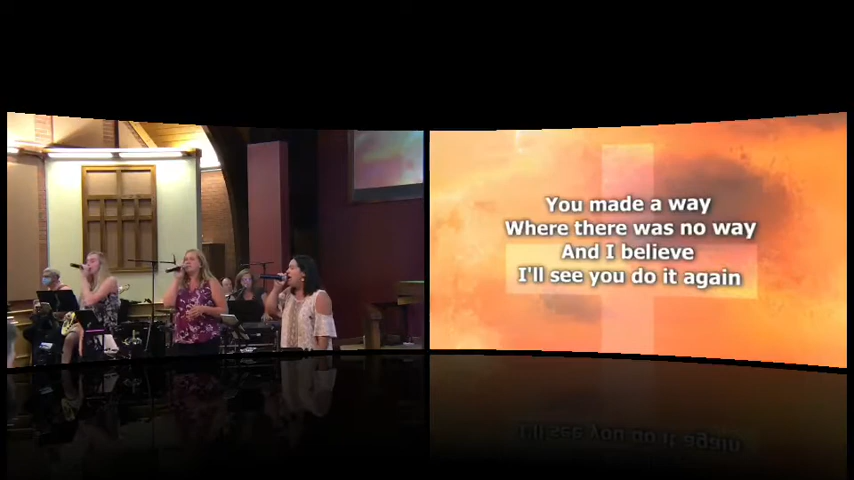 You made a way
Where there was no way
And I believe
I'll see you do it again